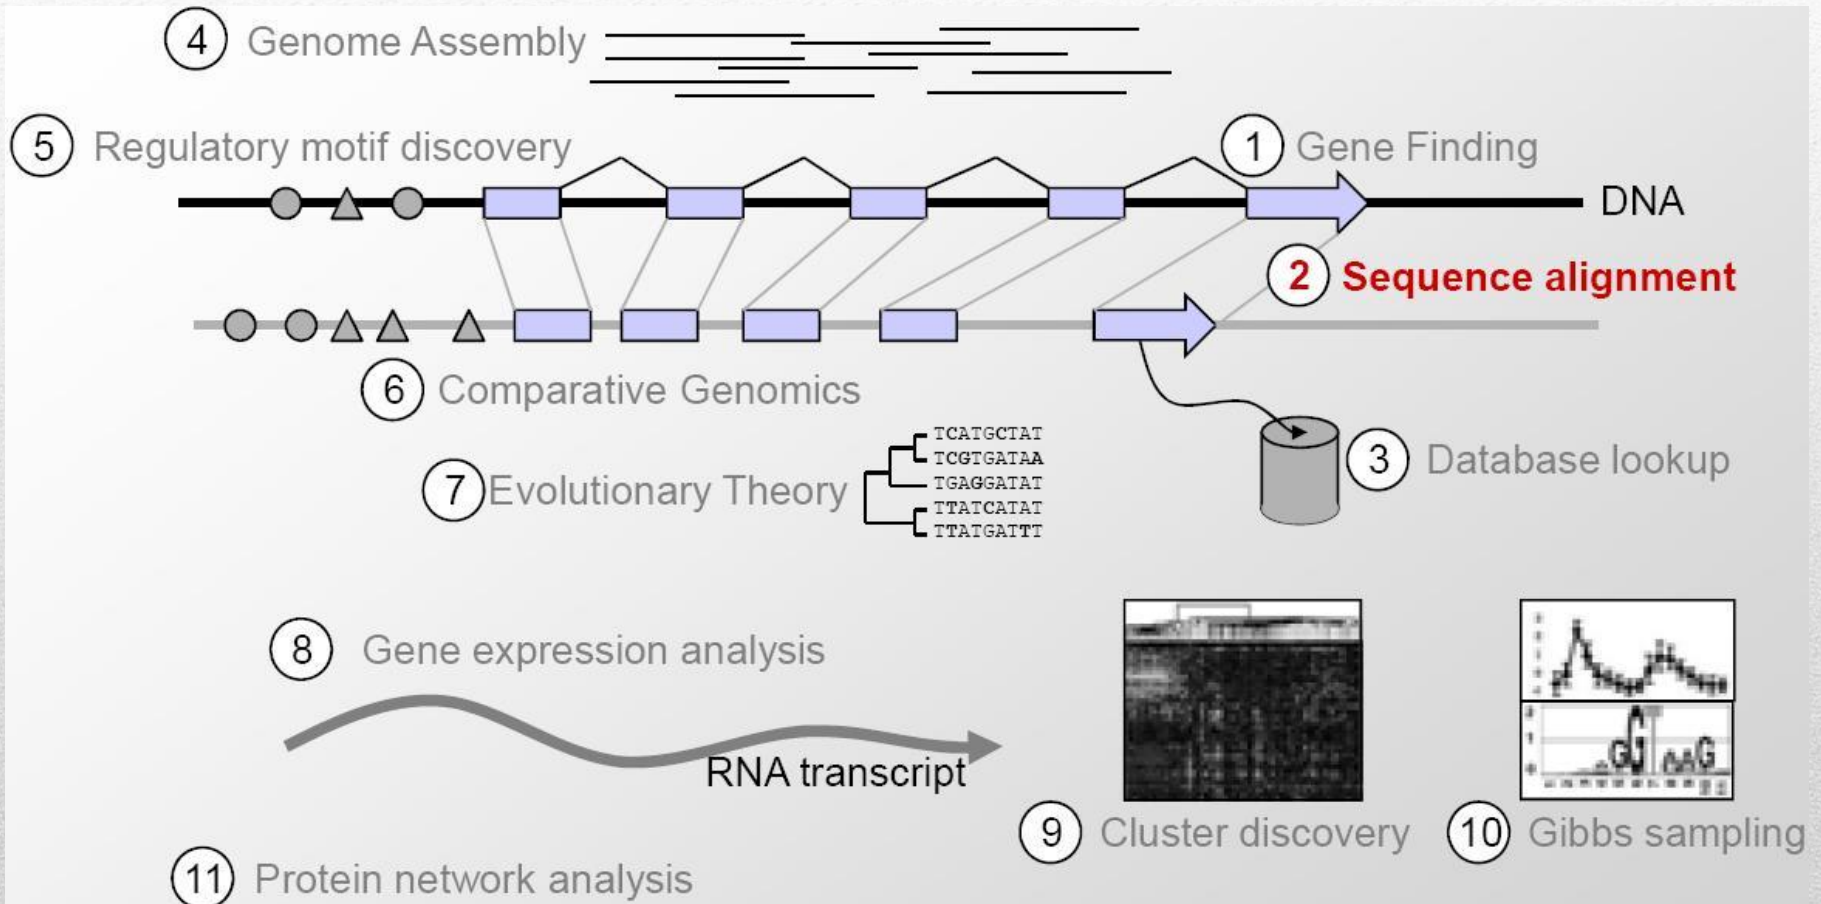 4 Genome Assembly
5 Regulatory motif discovery
1 Gene Finding
DNA
2 Sequence alignment
6 Comparative Genomics
TCATGCTAT
TCGTGATAA
TGAGGATAT
TTATCATAT
TTATGATTT
7 Evolutionary Theory
3 Database lookup
8 Gene expression analysis
RNA transcript
9 Cluster discovery
10 Gibbs sampling
11 Protein network analysis